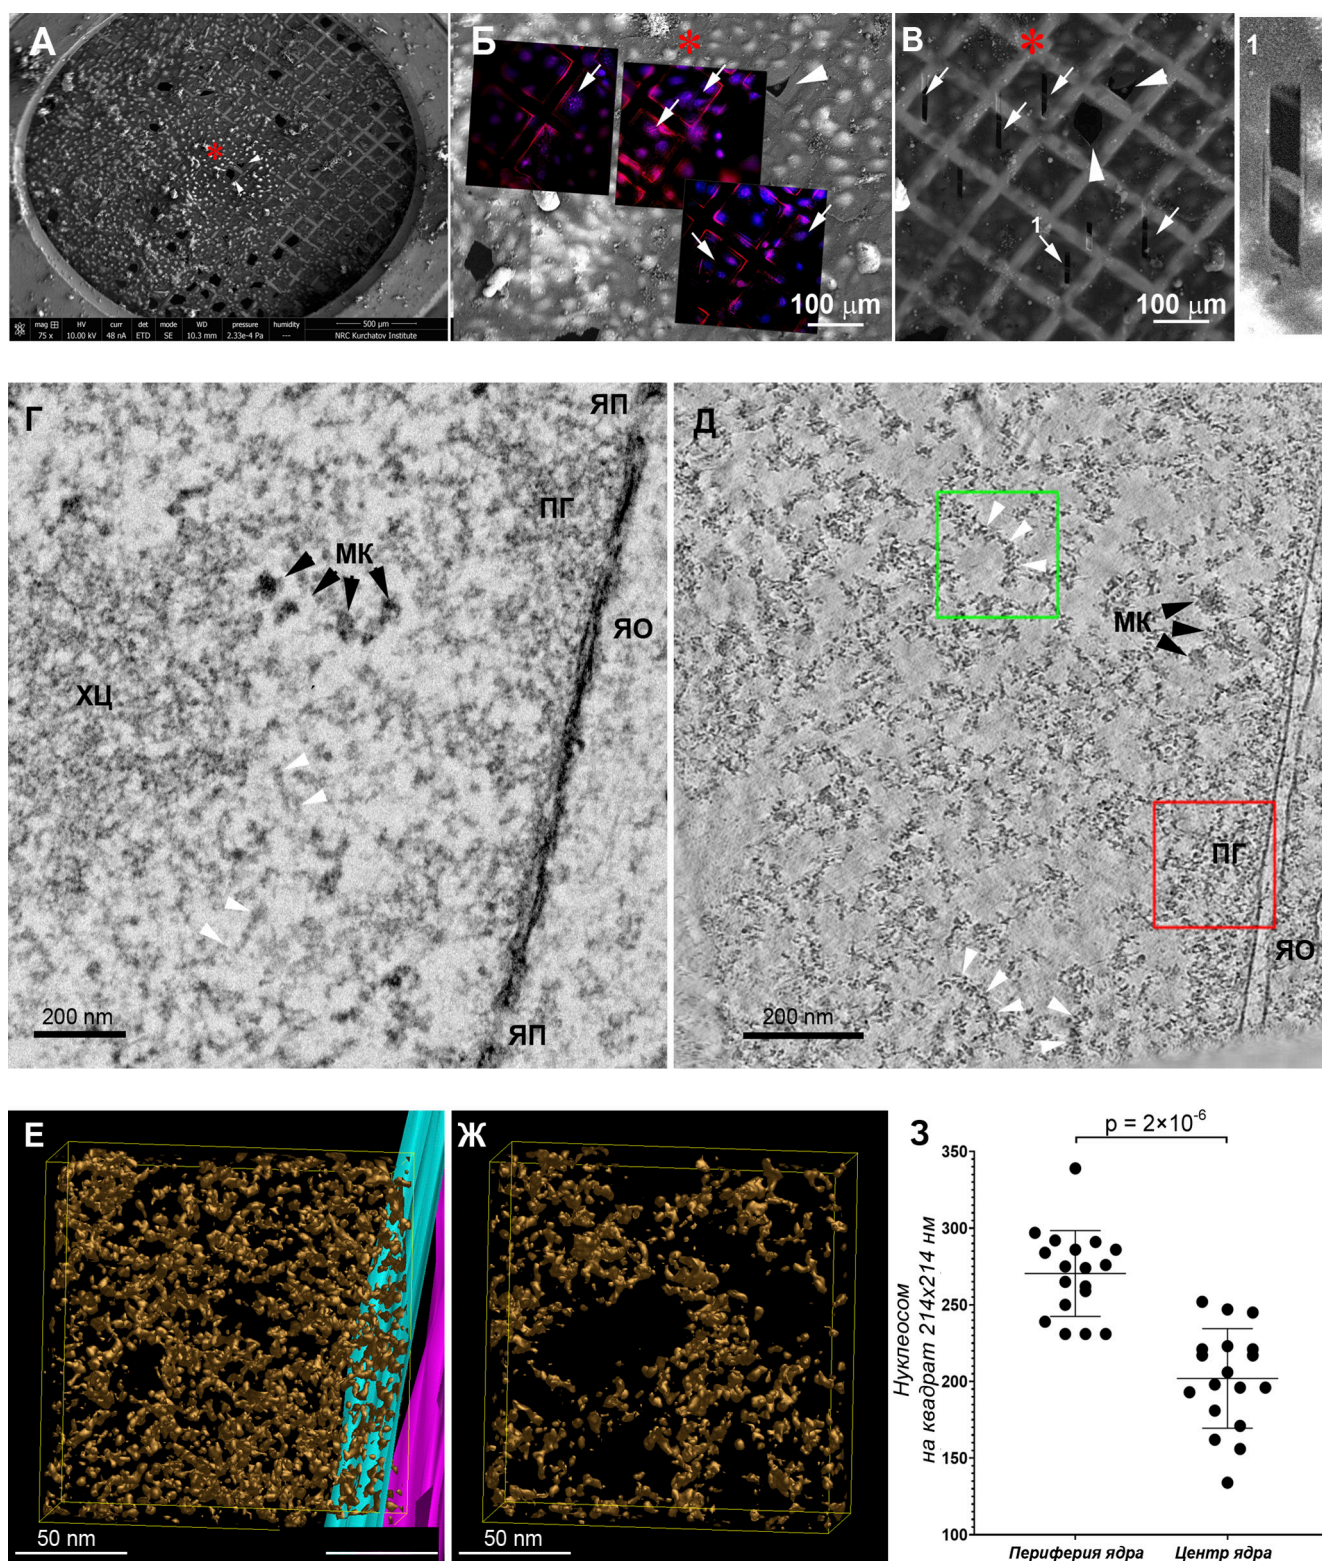 А
mag
HV
curr
det
mode
WD
pressure
humidity
500 µm
75 x
10.00 kV
48 nA
ETD
SE
10.3 mm
2.33e-4 Pa
---
NRC Kurchatov Institute
Б
100 µm
В
1
100 µm
1
Г
ЯП
ПГ
МК
ЯО
ХЦ
200 nm
ЯП
Д
МК
ПГ
ЯО
200 nm
Е
50 nm
Ж
50 nm
З
p = 2×10⁻⁶
Нуклеосом
на квадрат 214x214 нм
350
300
250
200
150
100
Периферия ядра
Центр ядра